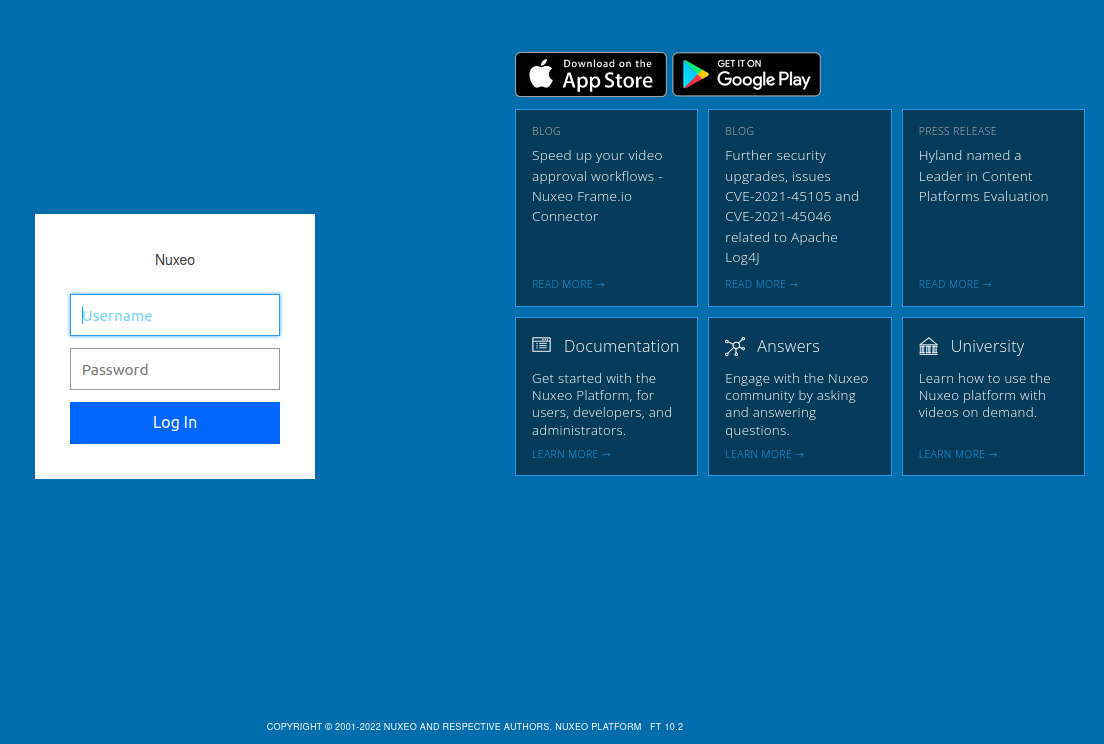 Download on the
App Store
GET IT ON
Google Play
BLOG
Speed up your video
approval workflows -
Nuxeo Frame.io
Connector
READ MORE →
BLOG
Further security
upgrades, issues
CVE-2021-45105 and
CVE-2021-45046
related to Apache
Log4J
READ MORE →
PRESS RELEASE
Hyland named a
Leader in Content
Platforms Evaluation
READ MORE →
Nuxeo
Username
Password
Log In
Documentation
Get started with the
Nuxeo Platform, for
users, developers, and
administrators.
LEARN MORE →
Answers
Engage with the Nuxeo
community by asking
and answering
questions.
LEARN MORE →
University
Learn how to use the
Nuxeo platform with
videos on demand.
LEARN MORE →
COPYRIGHT © 2001-2022 NUXEO AND RESPECTIVE AUTHORS. NUXEO PLATFORM FT 10.2